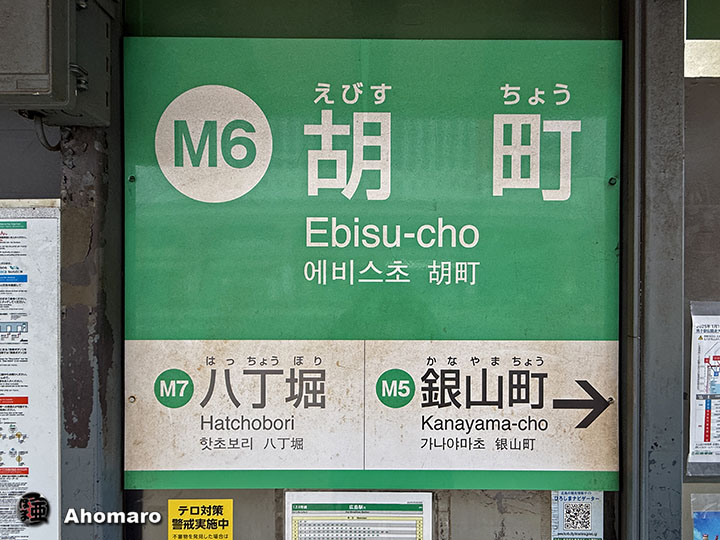 えびす ちょう
M6 胡 町
Ebisu-cho
에비스초 胡町
はっちょうぼり
M7 八丁堀
Hatchobori
핫초보리 八丁堀
かなやまちょう
M5 銀山町
Kanayama-cho
가나야마초 银山町
テロ対策
警戒実施中
Ahomaro